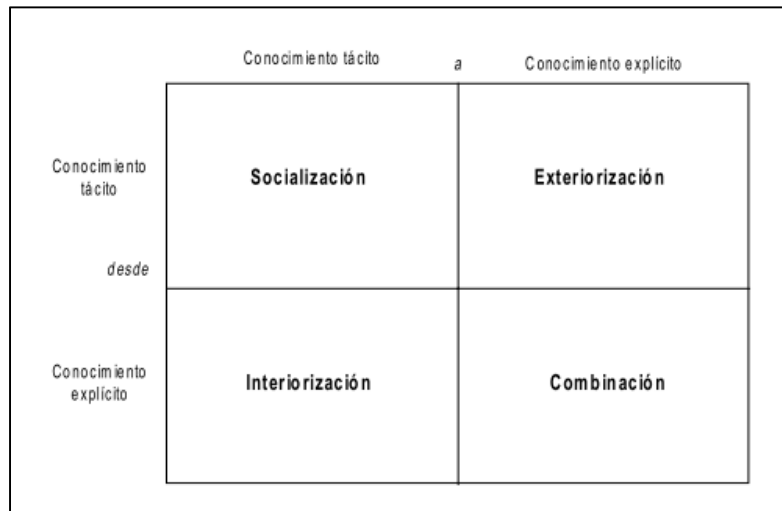 Conocimiento tácito a Conocimiento explícito
Conocimiento
tácito
Socialización Exteriorización
desde
Conocimiento
explícito
Interiorización Combinación